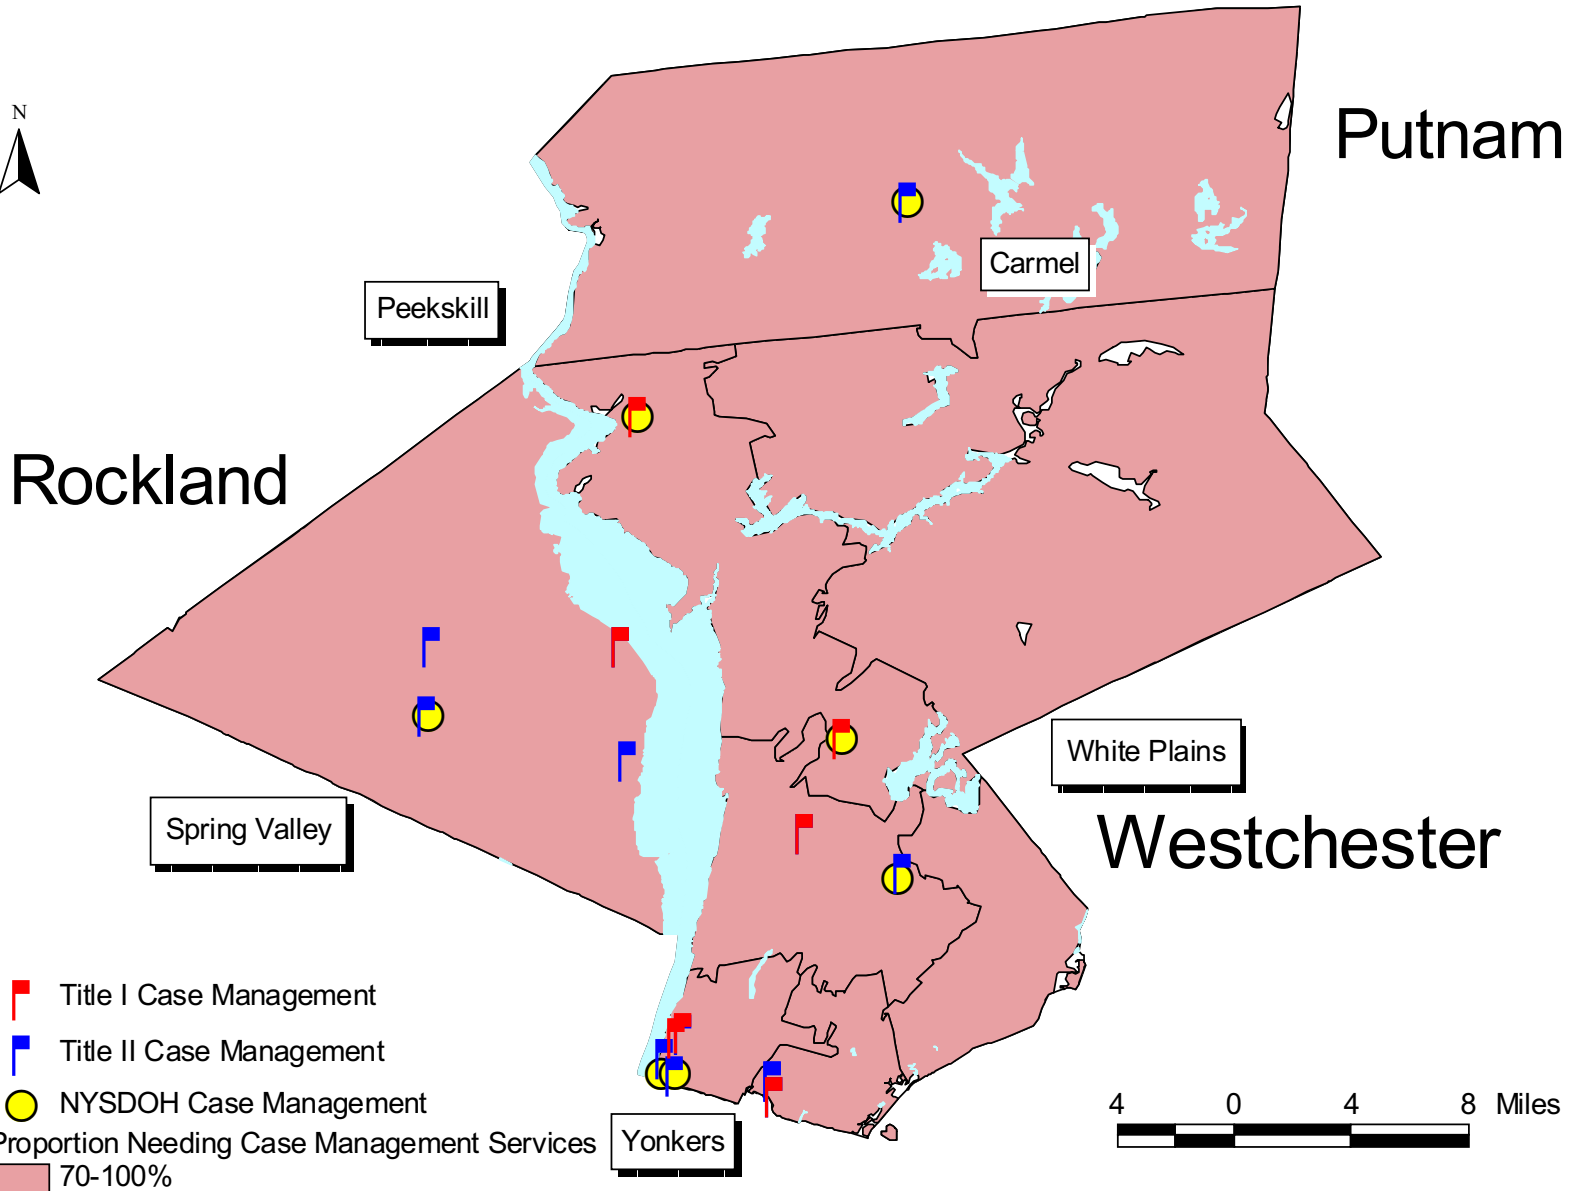 N
Putnam
Carmel
Peekskill
Rockland
White Plains
Spring Valley
Westchester
Title I Case Management
Title II Case Management
NYSDOH Case Management
4 0 4 8 Miles
Proportion Needing Case Management Services
Yonkers
70-100%